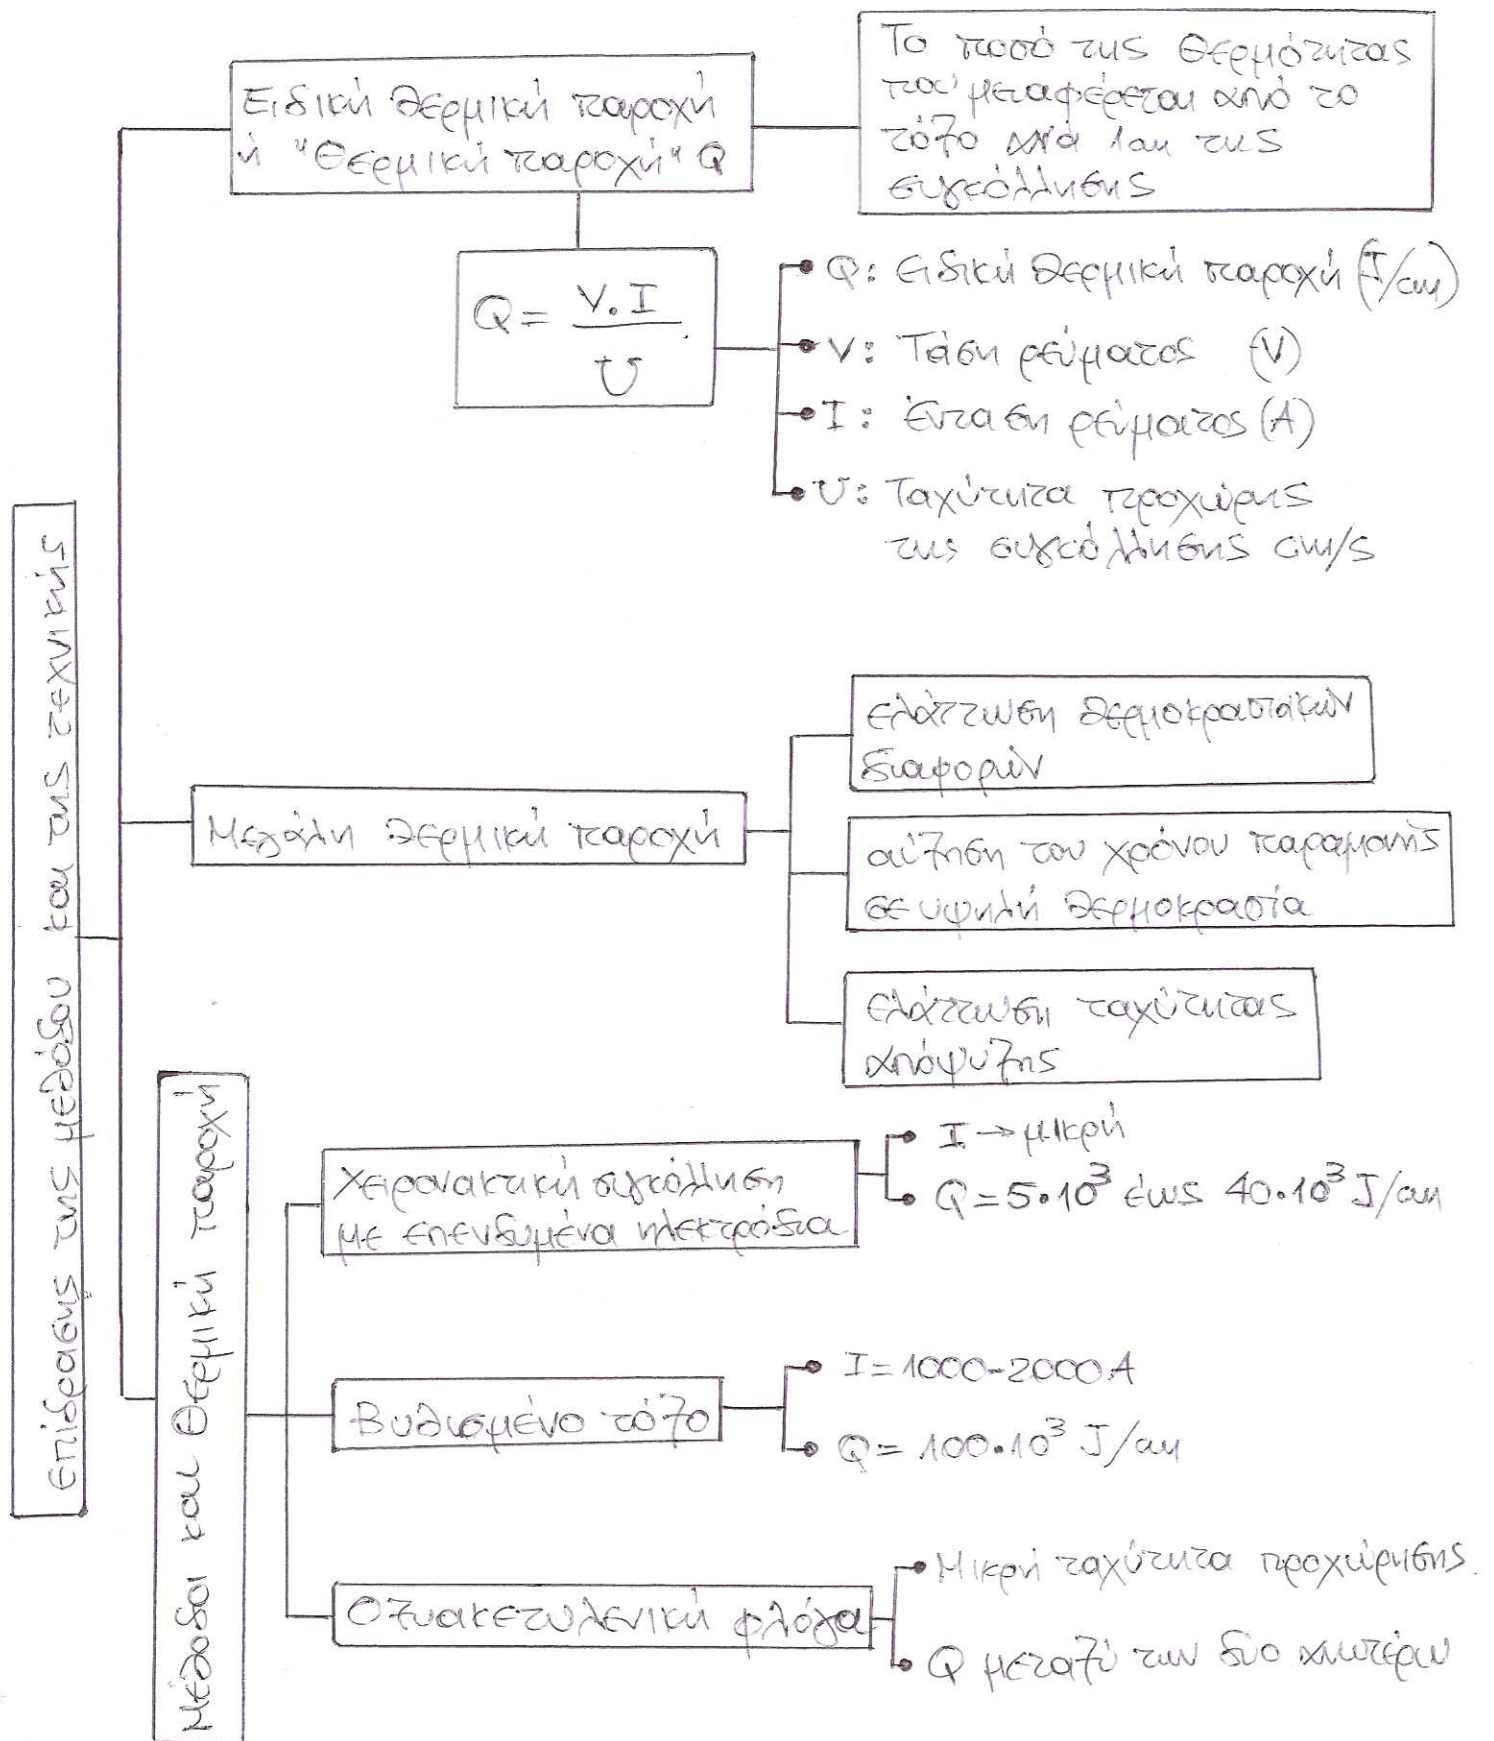 Επίδρασης της μεθόδου και της τεχνικής
Ειδική θερμική παροχή
ή "Θερμική παροχή" Q
Το ποσό της Θερμότητας
που μεταφέρεται από το
τόξο ανά 1cm της
συγκόλλησης
Q = V.I / υ
Q: Ειδική θερμική παροχή (J/cm)
V: Τάση ρεύματος (V)
I: Ένταση ρεύματος (A)
υ: Ταχύτητα προχώρης
της συγκόλλησης cm/s
Μεγάλη θερμική παροχή
ελάττωση θερμοκρασιακών
διαφορών
αύξηση του χρόνου παραμονής
σε υψηλή θερμοκρασία
ελάττωση ταχύτητας
απόψυξης
Μέθοδοι και Θερμική παροχή
Χειρονακτική συγκόλληση
με επενδυμένα ηλεκτρόδια
I → μικρή
Q = 5•10³ έως 40•10³ J/cm
Βυθισμένο τόξο
I = 1000-2000A
Q = 100•10³ J/cm
Οξυακετυλενική φλόγα
Μικρή ταχύτητα προχώρησης.
Q μεταξύ των δύο ανωτέρω